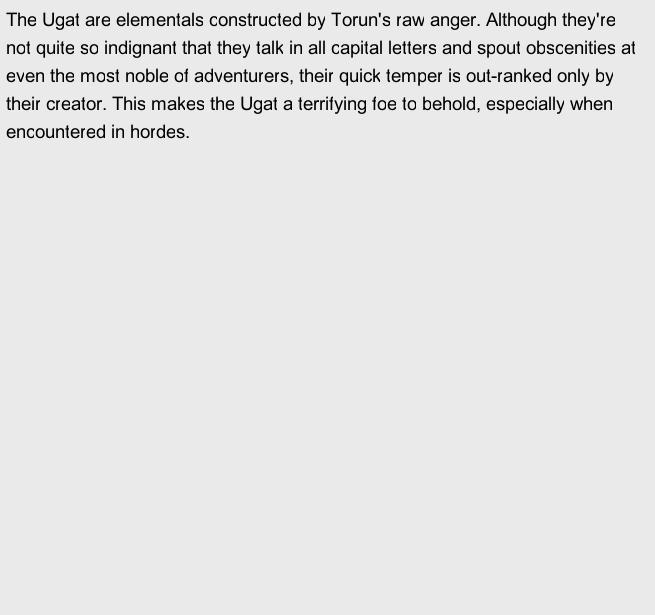 The Ugat are elementals constructed by Torun's raw anger. Although they're
not quite so indignant that they talk in all capital letters and spout obscenities at
even the most noble of adventurers, their quick temper is out-ranked only by
their creator. This makes the Ugat a terrifying foe to behold, especially when
encountered in hordes.